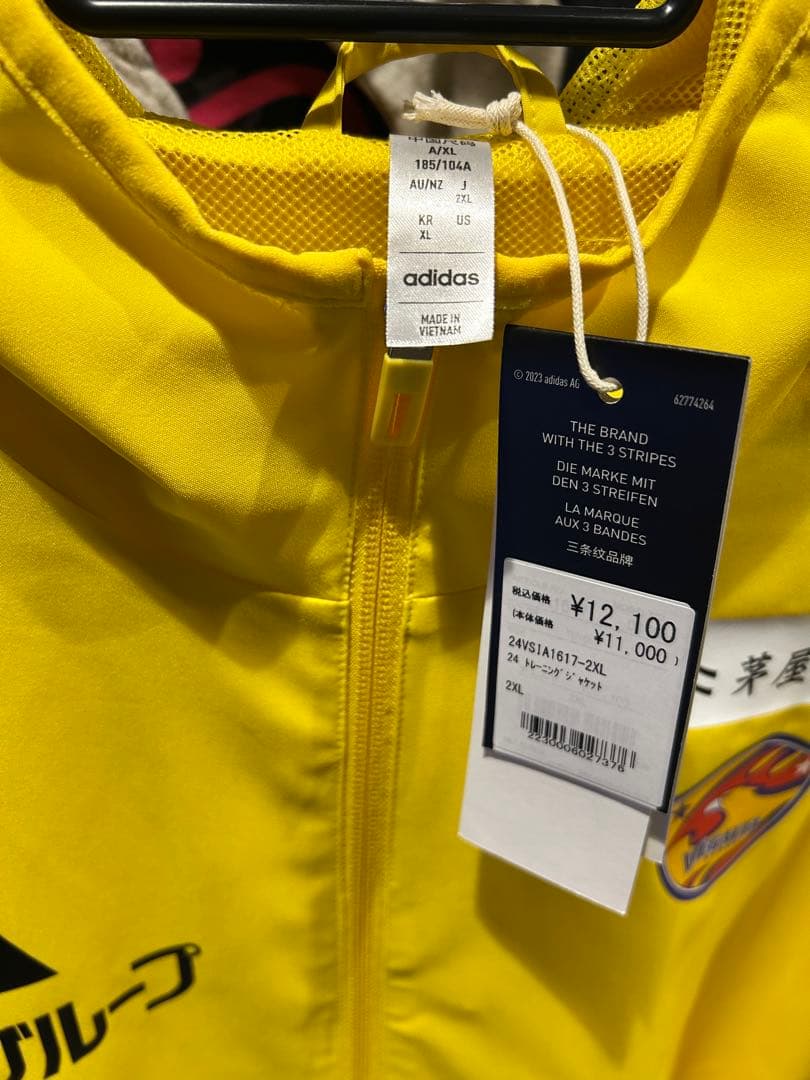 中国尺码
A/XL
185/104A
AU/NZ J
2XL
KR US
XL
adidas
MADE IN
VIETNAM
© 2023 adidas AG
62774264
THE BRAND
WITH THE 3 STRIPES
DIE MARKE MIT
DEN 3 STREIFEN
LA MARQUE
AUX 3 BANDES
三条纹品牌
税込価格 ¥12,100
(本体価格 ¥11,000)
24VSIA1617-2XL
24 トレーニングジャケット
2XL
2230006027376
茅屋
グループ